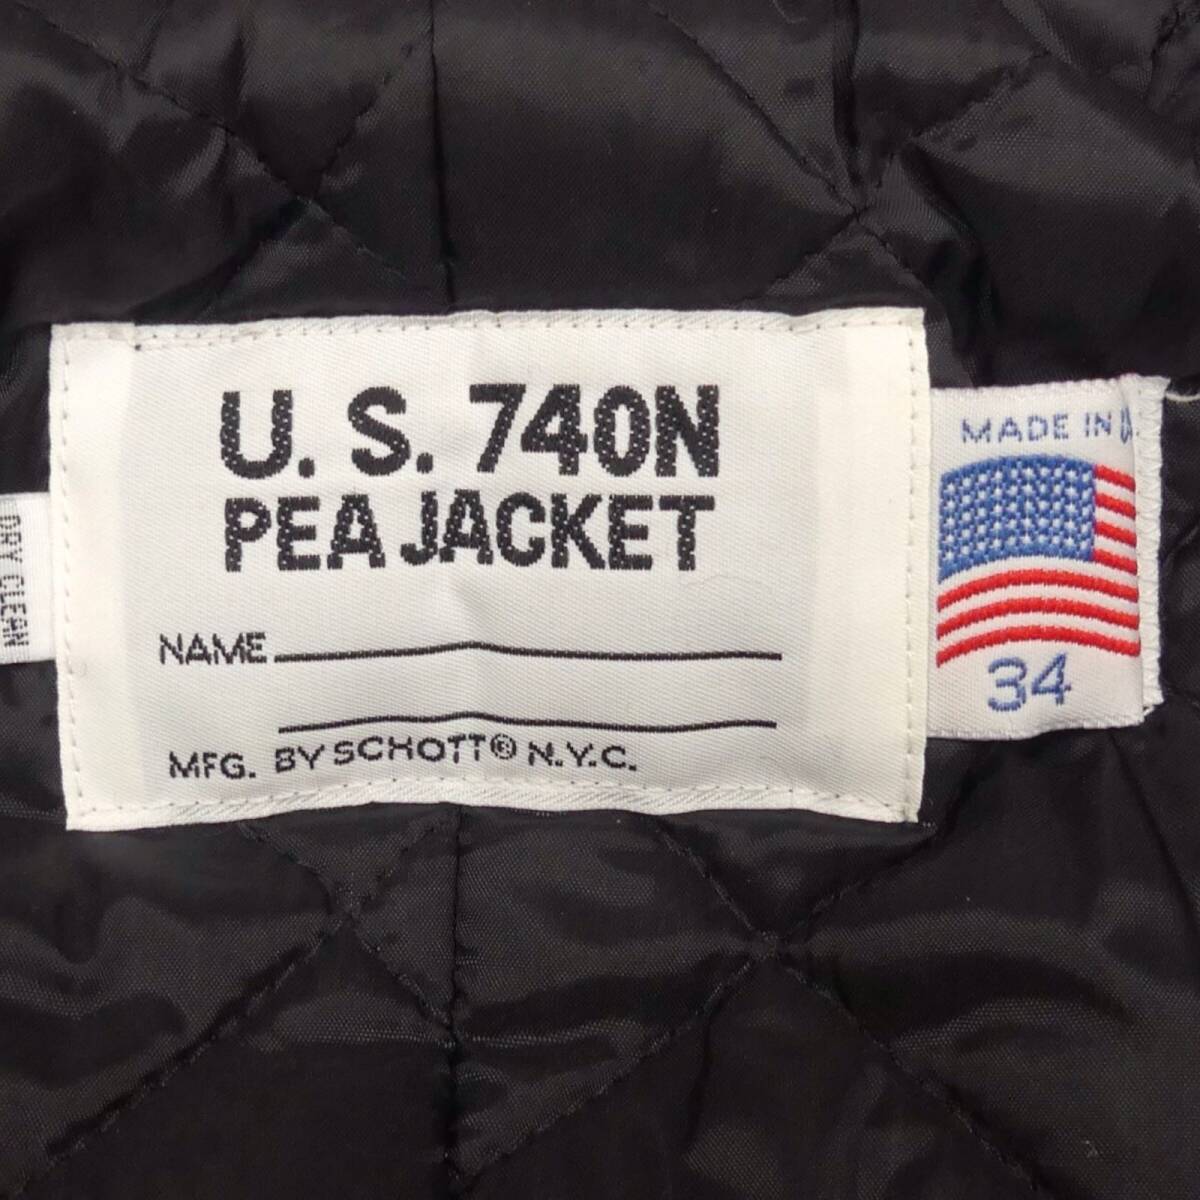 U. S. 740N
PEA JACKET
NAME
MFG. BY SCHOTT® N.Y.C.
MADE IN
34
DRY CLEAN